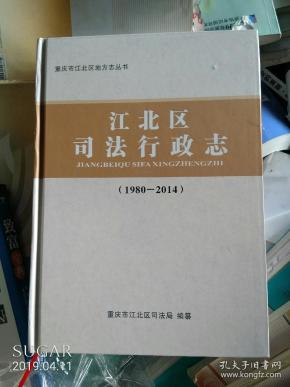 重庆市江北区地方志丛书
江北区
司法行政志
JIANGBEIQU SIFA XINGZHENGZHI
(1980—2014)
重庆市江北区司法局 编纂
致富
SUGAR
2019.04.11
孔夫子旧书网